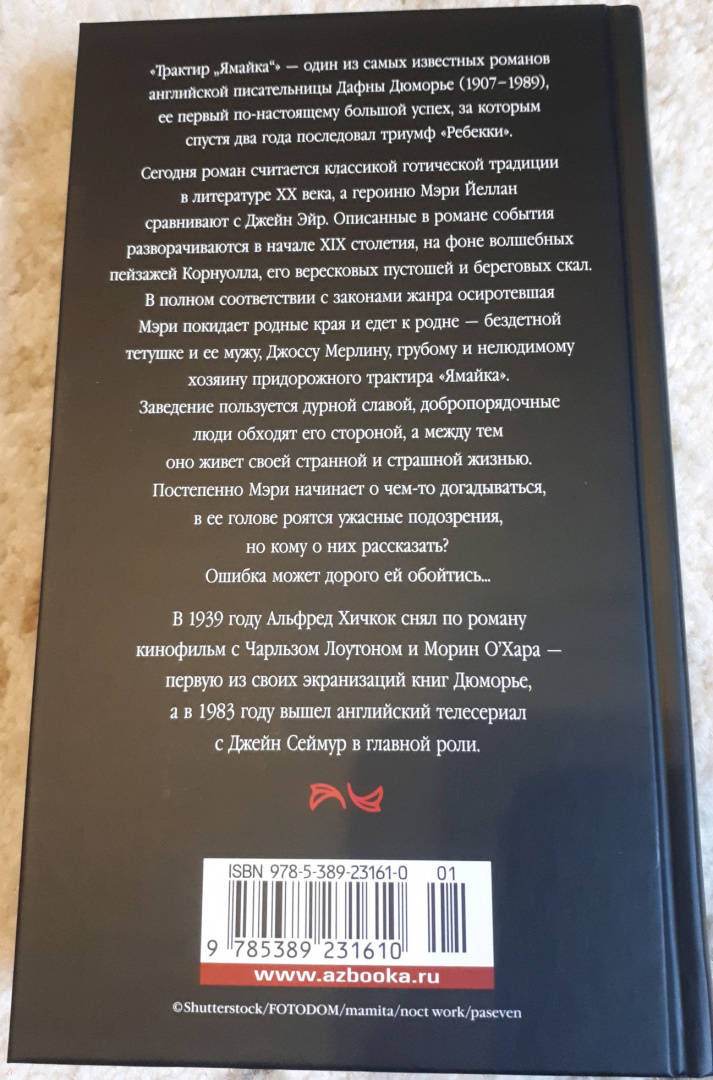 «Трактир „Ямайка“» — один из самых известных романов
английской писательницы Дафны Дюморье (1907–1989),
ее первый по-настоящему большой успех, за которым
спустя два года последовал триумф «Ребекки».
Сегодня роман считается классикой готической традиции
в литературе XX века, а героиню Мэри Йеллан
сравнивают с Джейн Эйр. Описанные в романе события
разворачиваются в начале XIX столетия, на фоне волшебных
пейзажей Корнуолла, его вересковых пустошей и береговых скал.
В полном соответствии с законами жанра осиротевшая
Мэри покидает родные края и едет к родне — бездетной
тетушке и ее мужу, Джоссу Мерлину, грубому и нелюдимому
хозяину придорожного трактира «Ямайка».
Заведение пользуется дурной славой, добропорядочные
люди обходят его стороной, а между тем
оно живет своей странной и страшной жизнью.
Постепенно Мэри начинает о чем-то догадываться,
в ее голове роятся ужасные подозрения,
но кому о них рассказать?
Ошибка может дорого ей обойтись...
В 1939 году Альфред Хичкок снял по роману
кинофильм с Чарльзом Лоутоном и Морин О’Хара —
первую из своих экранизаций книг Дюморье,
а в 1983 году вышел английский телесериал
с Джейн Сеймур в главной роли.
ISBN 978-5-389-23161-0 01
9 785389 231610
www.azbooka.ru
©Shutterstock/FOTODOM/mamita/noct work/paseven